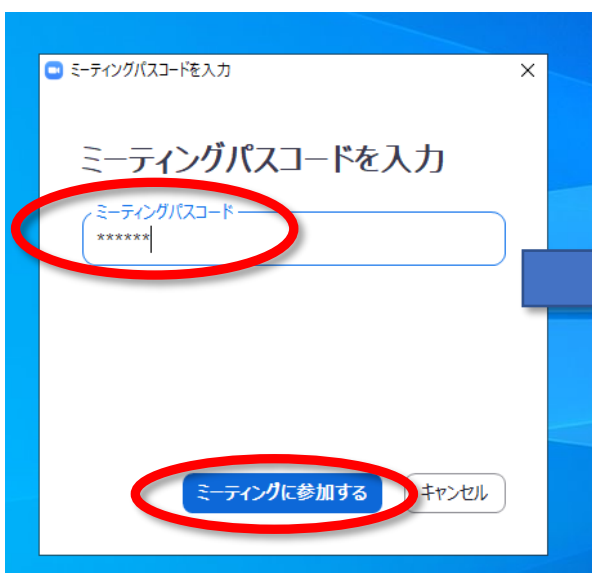 ミーティングパスコードを入力
ミーティングパスコードを入力
ミーティングパスコード
******
ミーティングに参加する
キャンセル